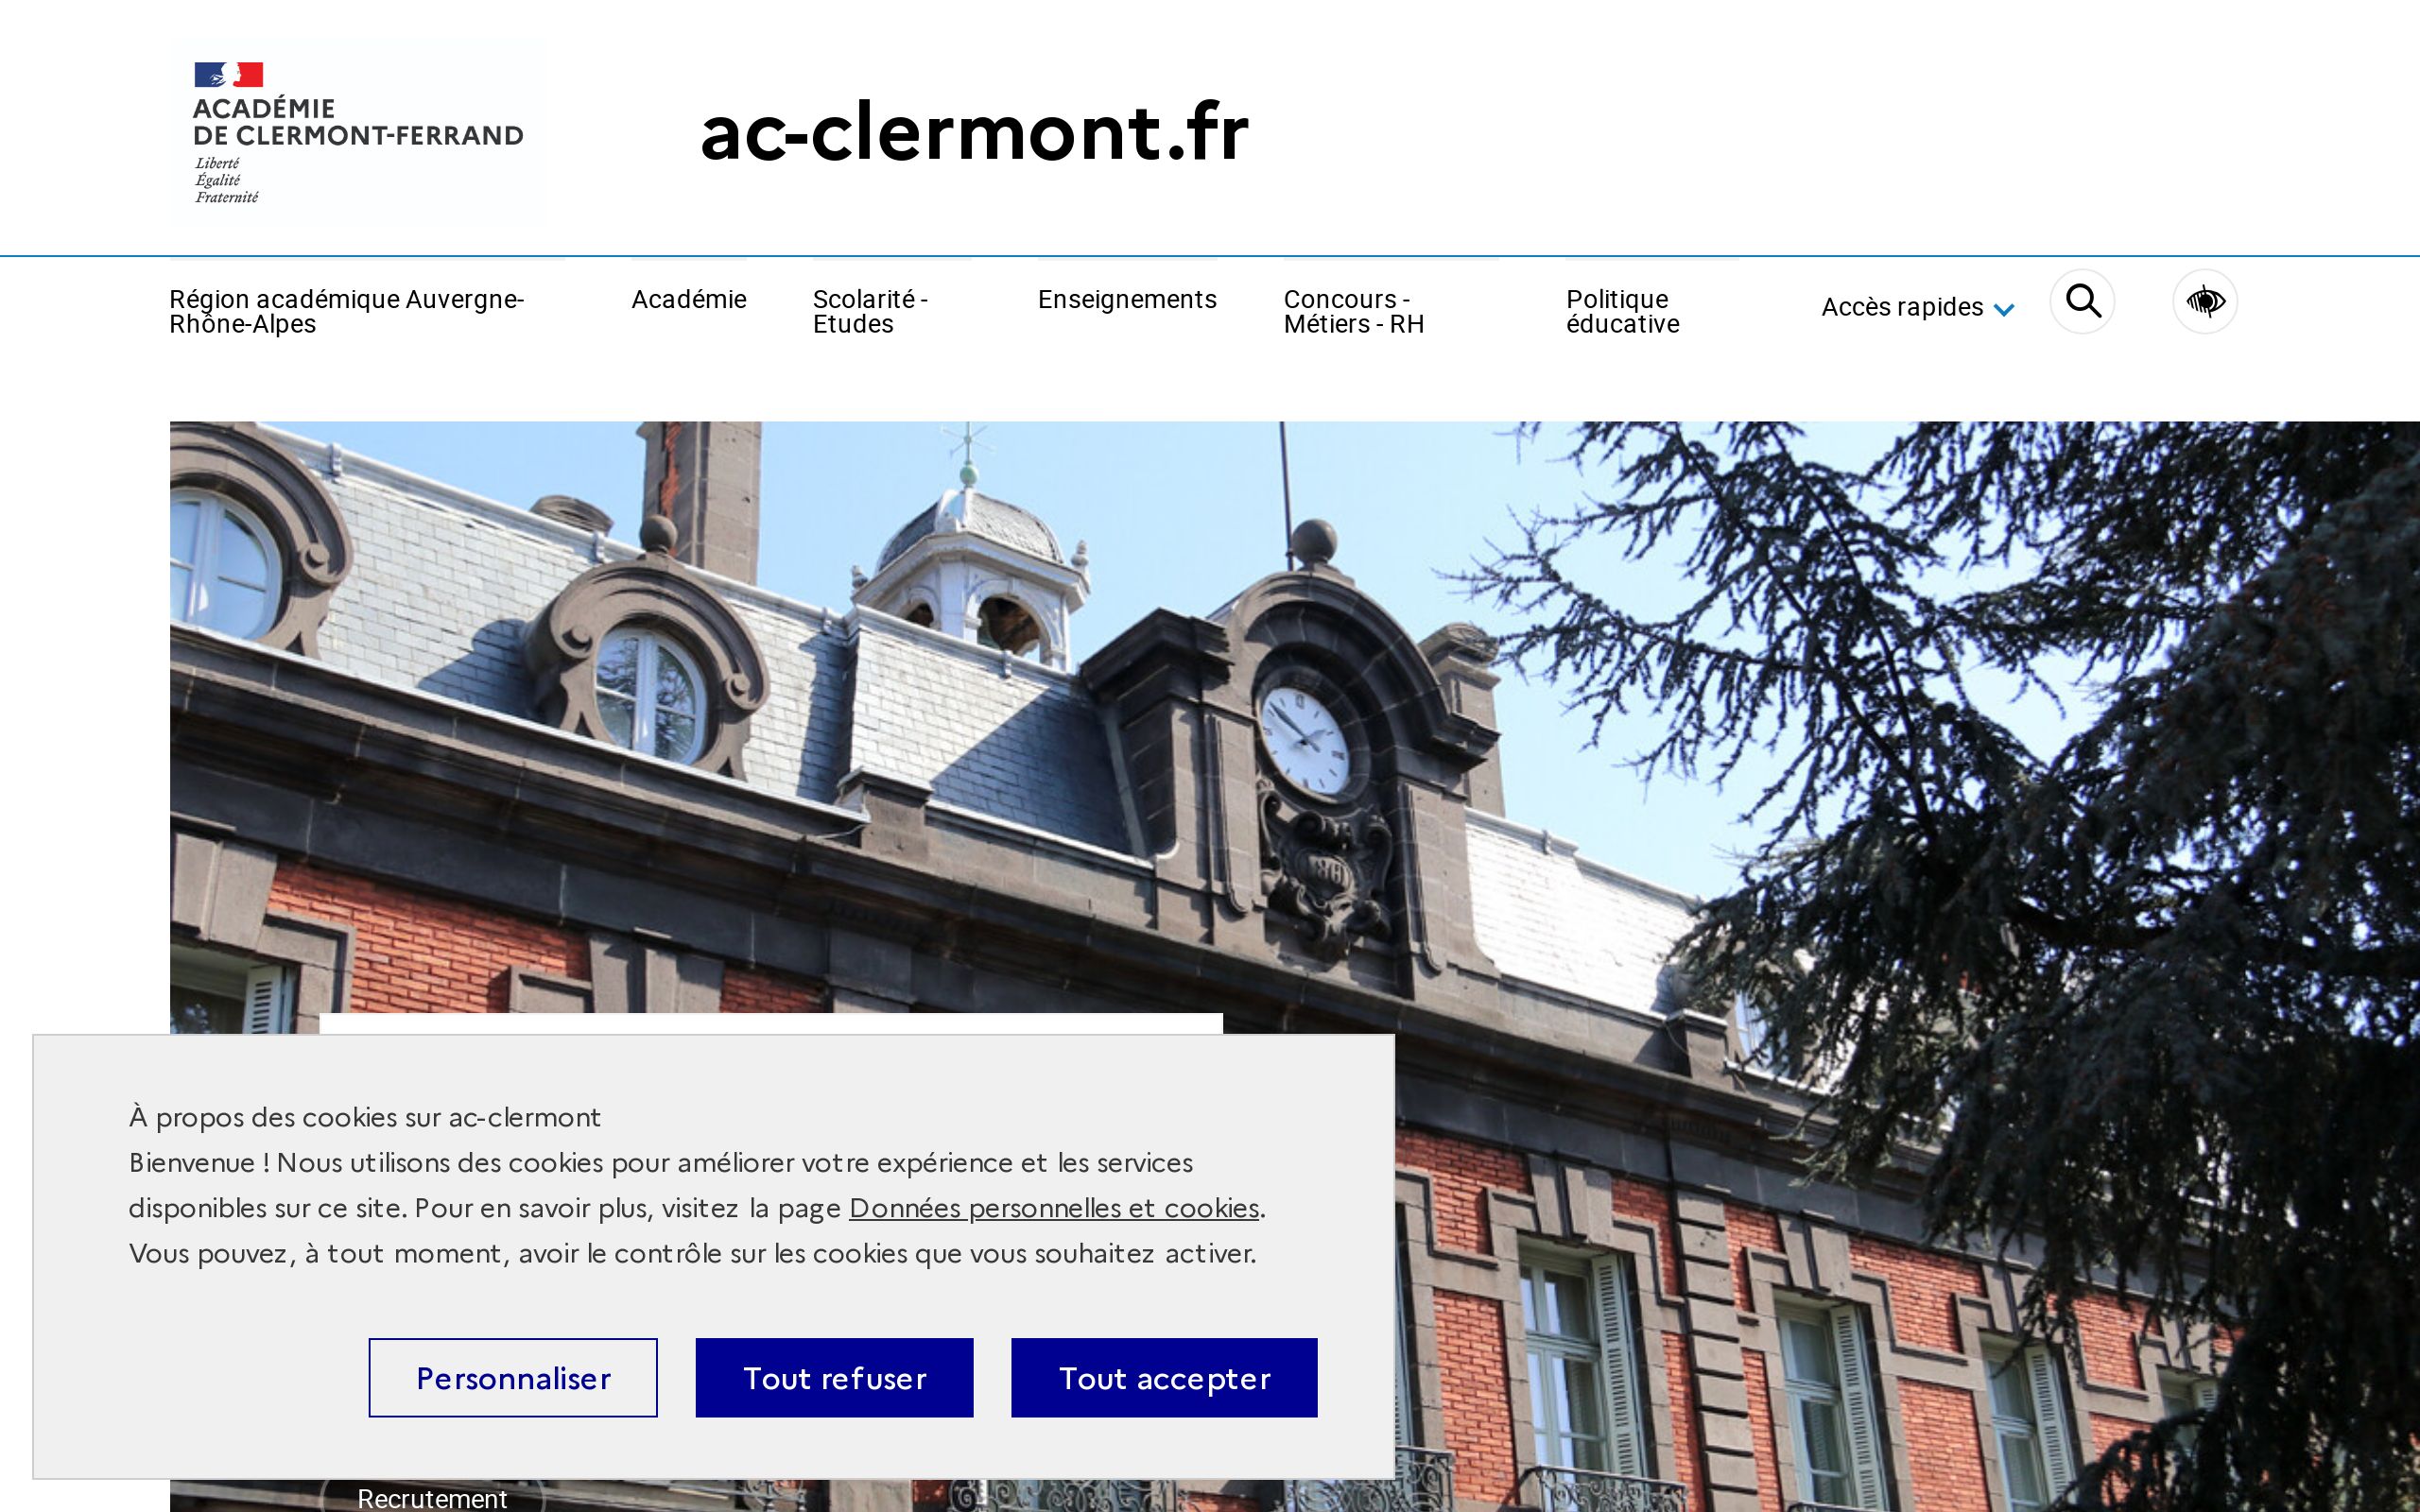 ACADÉMIE
DE CLERMONT-FERRAND
Liberté
Égalité
Fraternité
ac-clermont.fr
Région académique Auvergne-
Rhône-Alpes
Académie
Scolarité -
Etudes
Enseignements
Concours -
Métiers - RH
Politique
éducative
Accès rapides
À propos des cookies sur ac-clermont
Bienvenue ! Nous utilisons des cookies pour améliorer votre expérience et les services
disponibles sur ce site. Pour en savoir plus, visitez la page Données personnelles et cookies.
Vous pouvez, à tout moment, avoir le contrôle sur les cookies que vous souhaitez activer.
Personnaliser
Tout refuser
Tout accepter
Recrutement